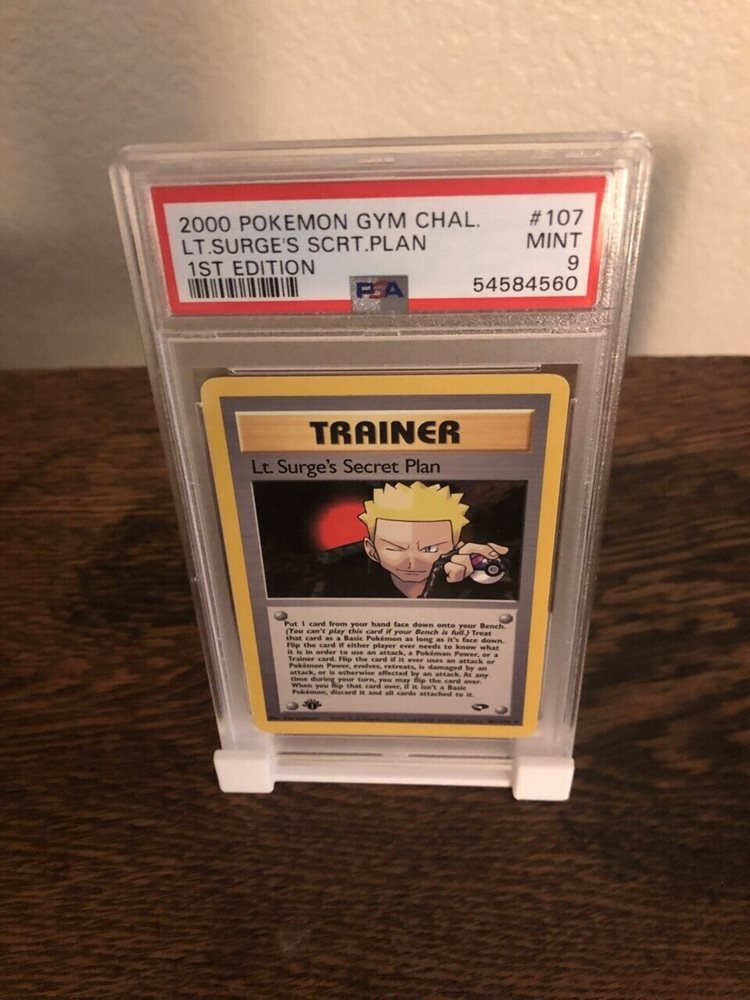 2000 POKEMON GYM CHAL. #107
LT.SURGE'S SCRT.PLAN MINT
1ST EDITION 9
PSA 54584560
TRAINER
Lt. Surge's Secret Plan
Put 1 card from your hand face down onto your Bench.
(You can't play this card if your Bench is full.) Treat
that card as a Basic Pokémon as long as it's face down.
Flip the card if either player ever needs to know what
it is in order to use an attack, a Pokémon Power, or a
Trainer card. Flip the card if it ever uses an attack or
Pokémon Power, evolves, retreats, is damaged by an
attack, or is otherwise affected by an attack. At any
time during your turn, you may flip the card over.
When you flip that card over, if it isn't a Basic
Pokémon, discard it and all cards attached to it.